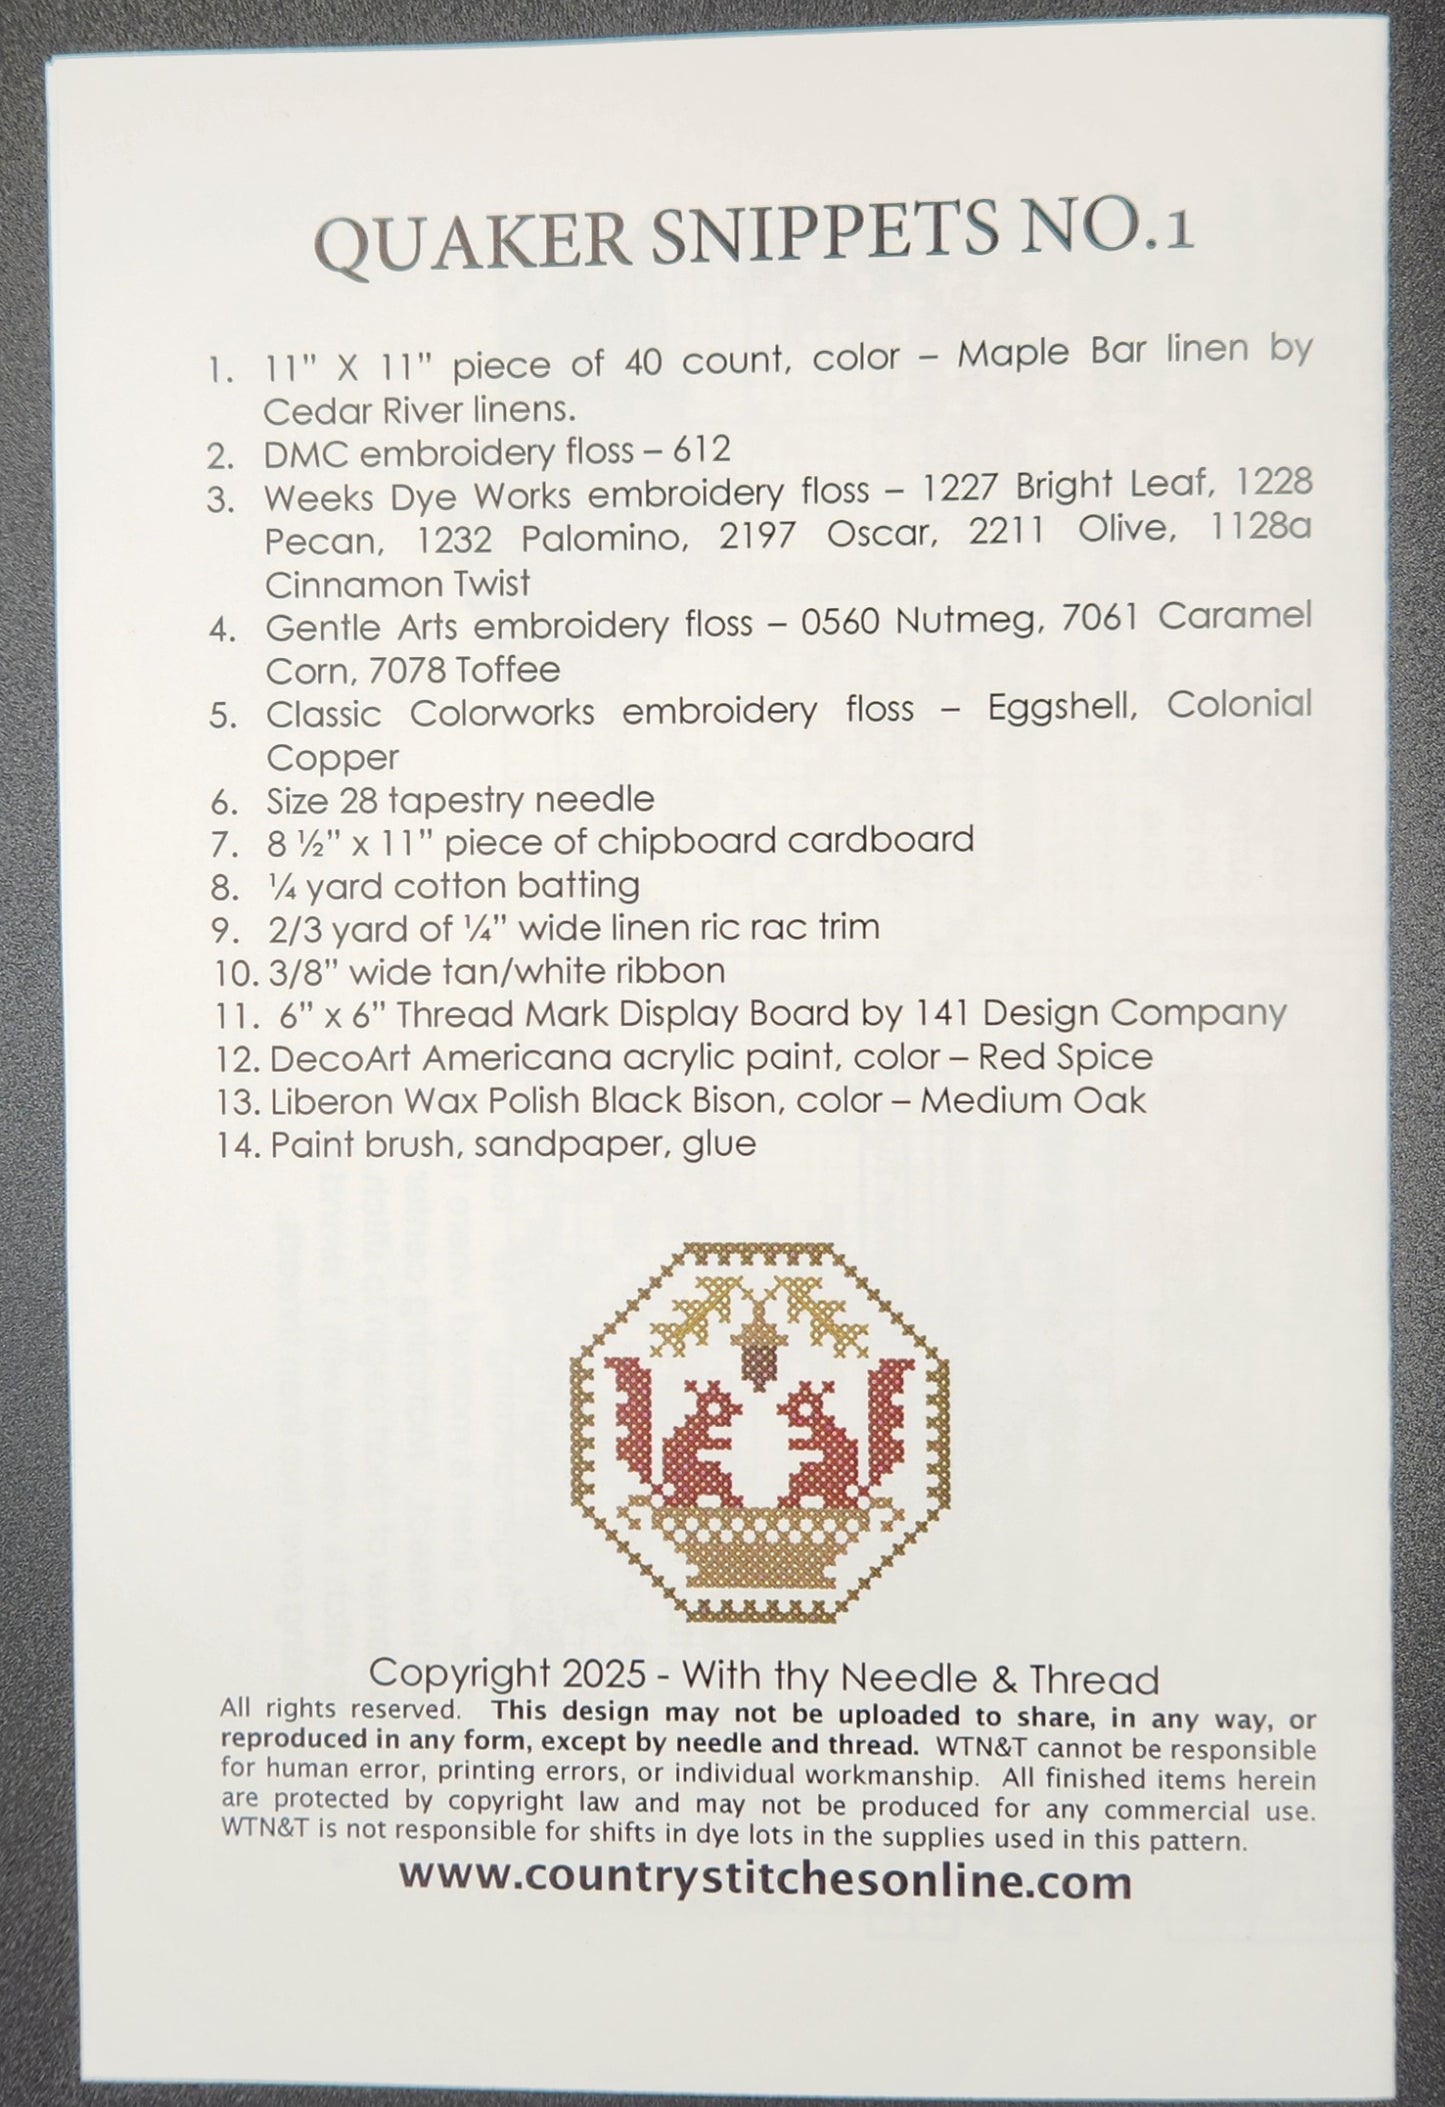 QUAKER SNIPPETS NO.1
1. 11" X 11" piece of 40 count, color – Maple Bar linen by
Cedar River linens.
2. DMC embroidery floss – 612
3. Weeks Dye Works embroidery floss – 1227 Bright Leaf, 1228
Pecan, 1232 Palomino, 2197 Oscar, 2211 Olive, 1128a
Cinnamon Twist
4. Gentle Arts embroidery floss – 0560 Nutmeg, 7061 Caramel
Corn, 7078 Toffee
5. Classic Colorworks embroidery floss – Eggshell, Colonial
Copper
6. Size 28 tapestry needle
7. 8 ½" x 11" piece of chipboard cardboard
8. ¼ yard cotton batting
9. 2/3 yard of ¼" wide linen ric rac trim
10. 3/8" wide tan/white ribbon
11. 6" x 6" Thread Mark Display Board by 141 Design Company
12. DecoArt Americana acrylic paint, color – Red Spice
13. Liberon Wax Polish Black Bison, color – Medium Oak
14. Paint brush, sandpaper, glue
Copyright 2025 - With thy Needle & Thread
All rights reserved. This design may not be uploaded to share, in any way, or
reproduced in any form, except by needle and thread. WTN&T cannot be responsible
for human error, printing errors, or individual workmanship. All finished items herein
are protected by copyright law and may not be produced for any commercial use.
WTN&T is not responsible for shifts in dye lots in the supplies used in this pattern.
www.countrystitchesonline.com